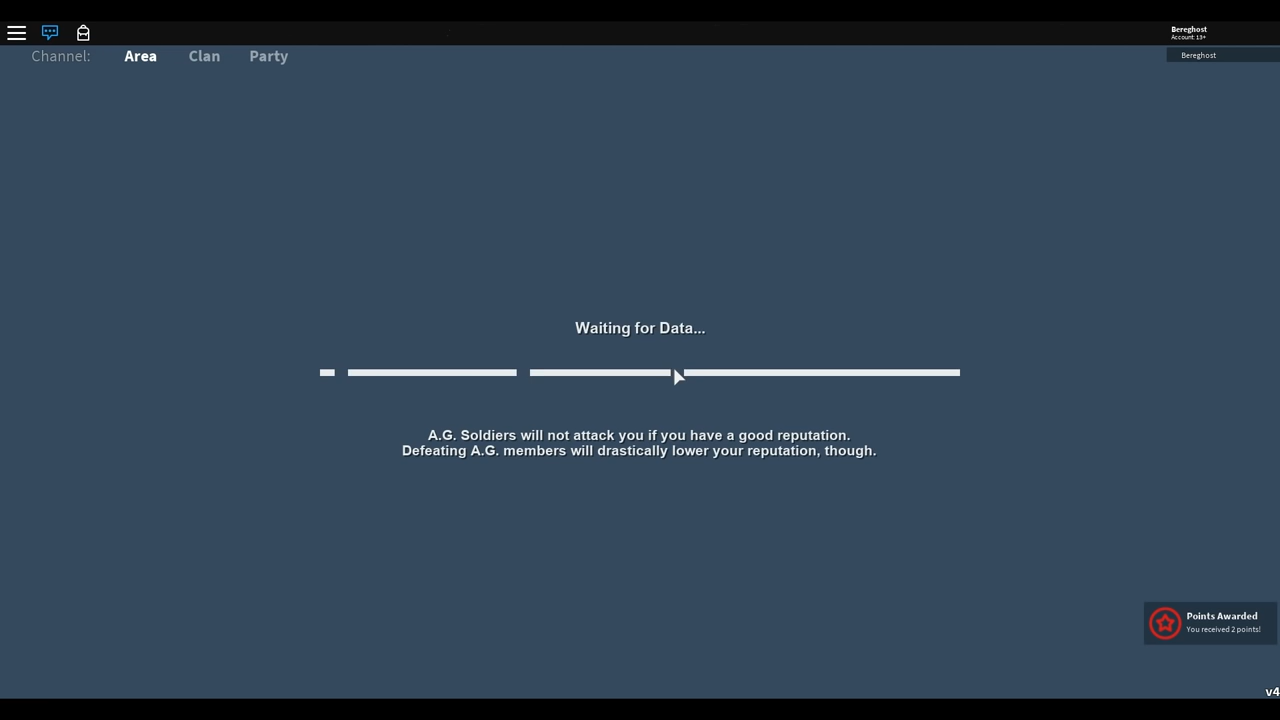 Bereghost
Account: 13+
Channel: Area Clan Party
Bereghost
Waiting for Data...
A.G. Soldiers will not attack you if you have a good reputation.
Defeating A.G. members will drastically lower your reputation, though.
Points Awarded
You received 2 points!
v4